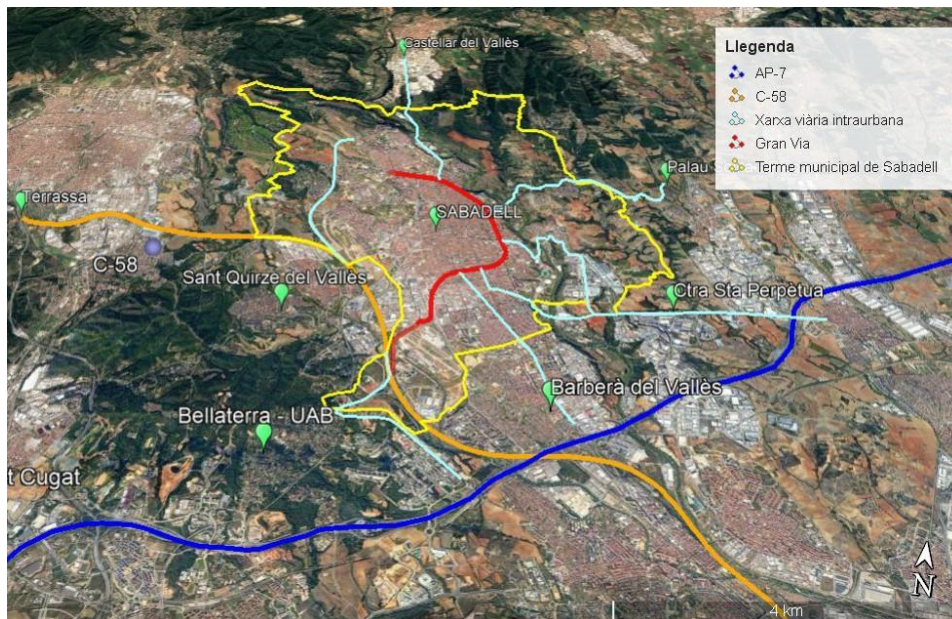 Castellar del Vallès
Llegenda
AP-7
C-58
Xarxa viària intraurbana
Gran Via
Terme municipal de Sabadell
Palau S
Terrassa
SABADELL
C-58
Sant Quirze del Vallès
Ctra Sta Perpètua
Barberà del Vallès
Bellaterra - UAB
t Cugat
N
4 km